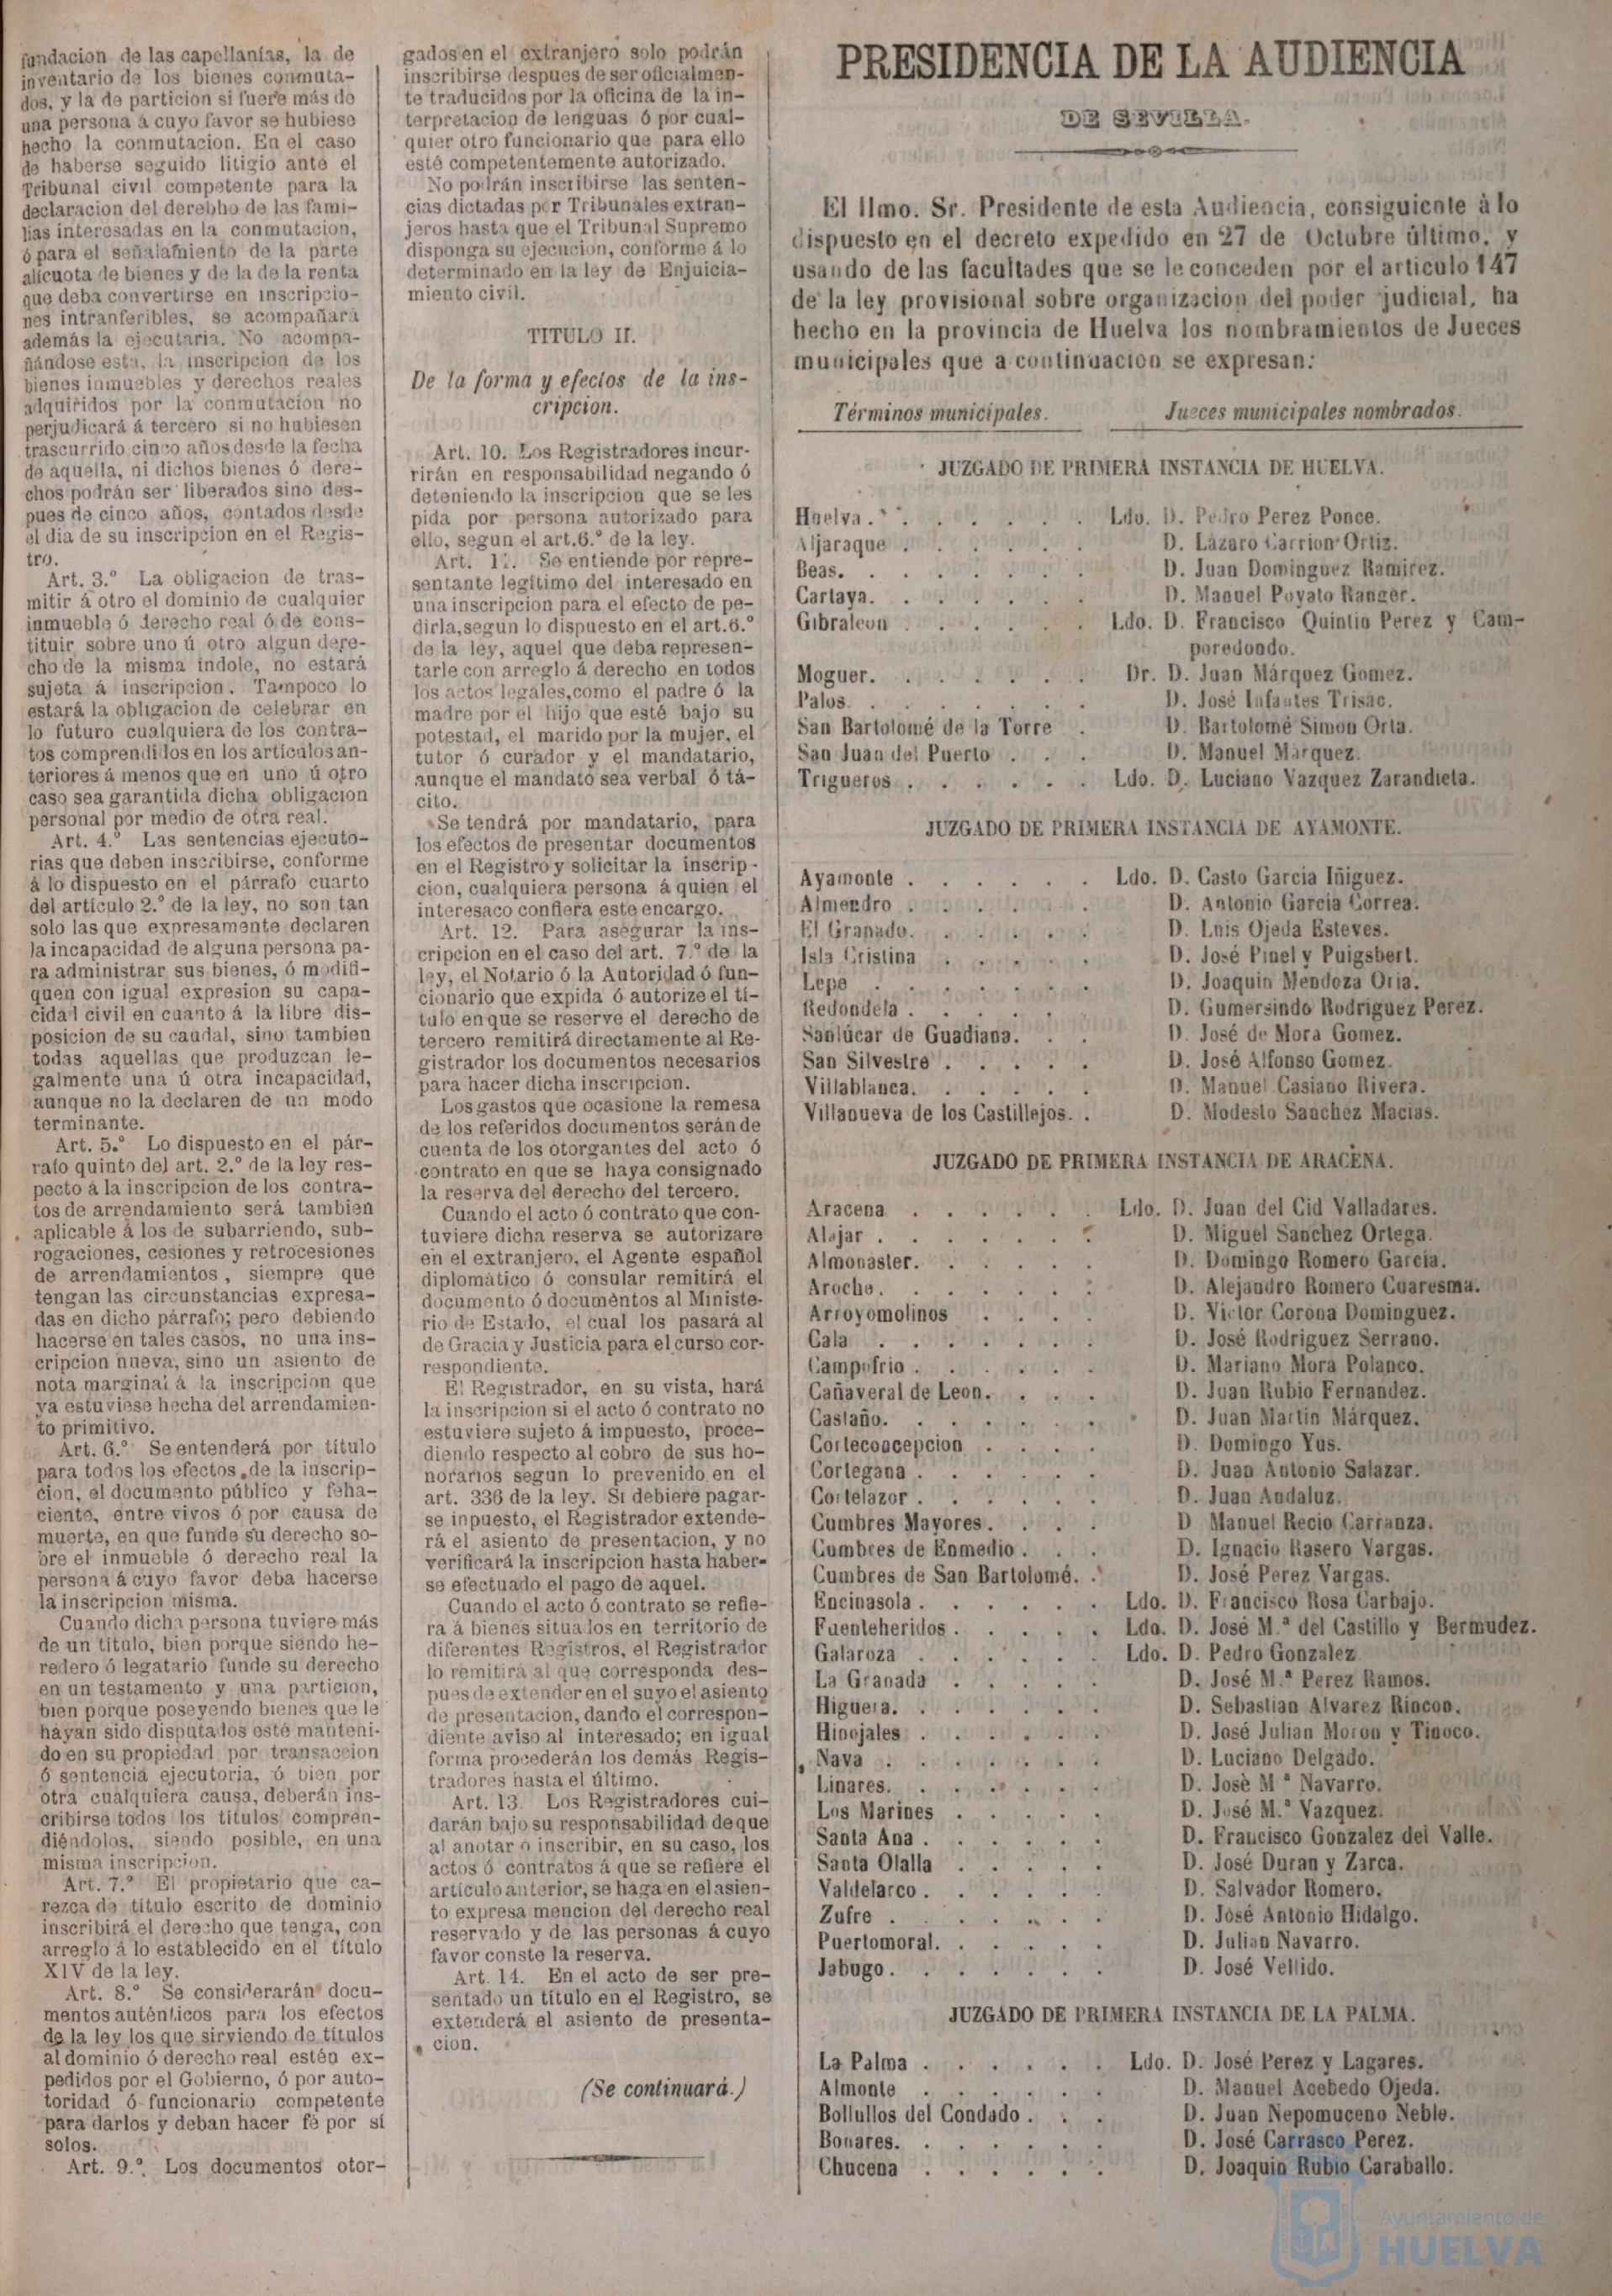 fundacion de las capellanías, la de
inventario de los bienes conmuta-
dos, y la de particion si fuere más de
una persona á cuyo favor se hubiese
hecho la conmutacion. En el caso
de haberse seguido litigio ante el
Tribunal civil competente para la
declaracion del derebho de las fami-
lias interesadas en la conmutacion,
ó para el señalamiento de la parte
alícuota de bienes y de la de la renta
que deba convertirse en inscripcio-
nes intranferibles, se acompañará
además la ejecutaria. No acompa-
ñándose esta, la inscripcion de los
bienes inmuebles y derechos reales
adquiridos por la conmutacion no
perjudicará á tercero si no hubiesen
trascurrido cinco años desde la fecha
de aquella, ni dichos bienes ó dere-
chos podrán ser liberados sino des-
pues de cinco años, contados desde
el dia de su inscripcion en el Regis-
tro.
Art. 3.º La obligacion de tras-
mitir á otro el dominio de cualquier
inmueble ó derecho real ó de cons-
tituir sobre uno ú otro algun dere-
cho de la misma índole, no estará
sujeta á inscripcion. Tampoco lo
estará la obligacion de celebrar en
lo futuro cualquiera de los contra-
tos comprendidos en los artículos an-
teriores á menos que en uno ú otro
caso sea garantida dicha obligacion
personal por medio de otra real.
Art. 4.º Las sentencias ejecuto-
rias que deben inscribirse, conforme
á lo dispuesto en el párrafo cuarto
del artículo 2.º de la ley, no son tan
solo las que expresamente declaren
la incapacidad de alguna persona pa-
ra administrar sus bienes, ó modifi-
quen con igual expresion su capa-
cidad civil en cuanto á la libre dis-
posicion de su caudal, sino tambien
todas aquellas que produzcan le-
galmente una ú otra incapacidad,
aunque no la declaren de un modo
terminante.
Art. 5.º Lo dispuesto en el pár-
rafo quinto del art. 2.º de la ley res-
pecto á la inscripcion de los contra-
tos de arrendamiento será tambien
aplicable á los de subarriendo, sub-
rogaciones, cesiones y retrocesiones
de arrendamientos, siempre que
tengan las circunstancias expresa-
das en dicho párrafo; pero debiendo
hacerse en tales casos, no una ins-
cripcion nueva, sino un asiento de
nota marginal á la inscripcion que
ya estuviese hecha del arrendamien-
to primitivo.
Art. 6.º Se entenderá por título
para todos los efectos de la inscrip-
cion, el documento público y feha-
ciente, entre vivos ó por causa de
muerte, en que funde su derecho so-
bre el inmueble ó derecho real la
persona á cuyo favor deba hacerse
la inscripcion misma.
Cuando dicha persona tuviere más
de un título, bien porque siendo he-
redero ó legatario funde su derecho
en un testamento y una particion,
bien porque poseyendo bienes que le
hayan sido disputados esté manteni-
do en su propiedad por transaccion
ó sentencia ejecutoria, ó bien por
otra cualquiera causa, deberán ins-
cribirse todos los títulos compren-
diéndolos, siendo posible, en una
misma inscripcion.
Art. 7.º El propietario que ca-
rezca de título escrito de dominio
inscribirá el derecho que tenga, con
arreglo á lo establecido en el título
XIV de la ley.
Art. 8.º Se considerarán docu-
mentos auténticos para los efectos
de la ley los que sirviendo de títulos
al dominio ó derecho real estén ex-
pedidos por el Gobierno, ó por auto-
toridad ó funcionario competente
para darlos y deban hacer fé por sí
solos.
Art. 9.º Los documentos otor-
gados en el extranjero solo podrán
inscribirse despues de ser oficialmen-
te traducidos por la oficina de la in-
terpretacion de lenguas ó por cual-
quier otro funcionario que para ello
esté competentemente autorizado.
No podrán inscribirse las senten-
cias dictadas por Tribunales extran-
jeros hasta que el Tribunal Supremo
disponga su ejecucion, conforme á lo
determinado en la ley de Enjuicia-
miento civil.
TITULO II.
De la forma y efectos de la ins-
cripcion.
Art. 10. Los Registradores incur-
rirán en responsabilidad negando ó
deteniendo la inscripcion que se les
pida por persona autorizado para
ello, segun el art. 6.º de la ley.
Art. 11. Se entiende por repre-
sentante legítimo del interesado en
una inscripcion para el efecto de pe-
dirla, segun lo dispuesto en el art. 6.º
de la ley, aquel que deba represen-
tarle con arreglo á derecho en todos
los actos legales, como el padre ó la
madre por el hijo que esté bajo su
potestad, el marido por la mujer, el
tutor ó curador y el mandatario,
aunque el mandato sea verbal ó tá-
cito.
Se tendrá por mandatario, para
los efectos de presentar documentos
en el Registro y solicitar la inscrip-
cion, cualquiera persona á quien el
interesaco confiera este encargo.
Art. 12. Para asegurar la ins-
cripcion en el caso del art. 7.º de la
ley, el Notario ó la Autoridad ó fun-
cionario que expida ó autorize el tí-
tulo en que se reserve el derecho de
tercero remitirá directamente al Re-
gistrador los documentos necesarios
para hacer dicha inscripcion.
Los gastos que ocasione la remesa
de los referidos documentos serán de
cuenta de los otorgantes del acto ó
contrato en que se haya consignado
la reserva del derecho del tercero.
Cuando el acto ó contrato que con-
tuviere dicha reserva se autorizare
en el extranjero, el Agente español
diplomático ó consular remitirá el
documento ó documentos al Ministe-
rio de Estado, el cual los pasará al
de Gracia y Justicia para el curso cor-
respondiente.
El Registrador, en su vista, hará
la inscripcion si el acto ó contrato no
estuviere sujeto á impuesto, proce-
diendo respecto al cobro de sus ho-
norarios segun lo prevenido en el
art. 336 de la ley. Si debiere pagar-
se inpuesto, el Registrador extende-
rá el asiento de presentacion, y no
verificará la inscripcion hasta haber-
se efectuado el pago de aquel.
Cuando el acto ó contrato se refie-
ra á bienes situados en territorio de
diferentes Registros, el Registrador
lo remitirá al que corresponda des-
pues de extender en el suyo el asiento
de presentacion, dando el correspon-
diente aviso al interesado; en igual
forma procederán los demás Regis-
tradores hasta el último.
Art. 13. Los Registradores cui-
darán bajo su responsabilidad de que
al anotar ó inscribir, en su caso, los
actos ó contratos á que se refiere el
artículo anterior, se haga en el asien-
to expresa mencion del derecho real
reservado y de las personas á cuyo
favor conste la reserva.
Art. 14. En el acto de ser pre-
sentado un título en el Registro, se
extenderá el asiento de presenta-
cion.
(Se continuará.)
PRESIDENCIA DE LA AUDIENCIA
DE SEVILLA.
El Ilmo. Sr. Presidente de esta Audiencia, consiguiente à lo
dispuesto en el decreto expedido en 27 de Octubre último, y
usando de las facultades que se le conceden por el articulo 147
de la ley provisional sobre organizacion del poder judicial, ha
hecho en la provincia de Huelva los nombramientos de Jueces
municipales que a continuacion se expresan:
Términos municipales. Jueces municipales nombrados.
JUZGADO DE PRIMERA INSTANCIA DE HUELVA.
Huelva . . . . . . . Ldo. D. Pedro Perez Ponce.
Aljaraque . . . . . . D. Lázaro Carrion Ortiz.
Beas. . . . . . . D. Juan Dominguez Ramirez.
Cartaya. . . . . . . D. Manuel Poyato Ranger.
Gibraleon . . . . . . Ldo. D. Francisco Quintin Perez y Cam-
poredondo.
Moguer. . . . . . . Dr. D. Juan Márquez Gomez.
Palos. . . . . . . D. José Infantes Trisac.
San Bartolomé de la Torre . D. Bartolomé Simon Orta.
San Juan del Puerto . . . D. Manuel Márquez.
Trigueros . . . . . . Ldo. D. Luciano Vazquez Zarandieta.
JUZGADO DE PRIMERA INSTANCIA DE AYAMONTE.
Ayamonte . . . . . . Ldo. D. Casto García Iñiguez.
Almendro . . . . . . D. Antonio García Correa.
El Granado. . . . . . D. Luis Ojeda Esteves.
Isla Cristina . . . . . D. José Pinel y Puigsbert.
Lepe . . . . . . . D. Joaquin Mendoza Oria.
Redondela . . . . . . D. Gumersindo Rodriguez Perez.
Sanlúcar de Guadiana. . . D. José de Mora Gomez.
San Silvestre . . . . . D. José Alfonso Gomez.
Villablanca. . . . . . D. Manuel Casiano Rivera.
Villanueva de los Castillejos. . D. Modesto Sanchez Macias.
JUZGADO DE PRIMERA INSTANCIA DE ARACENA.
Aracena . . . . . . Ldo. D. Juan del Cid Valladares.
Alajar . . . . . . . D. Miguel Sanchez Ortega.
Almonaster. . . . . . D. Domingo Romero García.
Aroche. . . . . . . D. Alejandro Romero Cuaresma.
Arroyomolinos . . . . D. Victor Corona Dominguez.
Cala . . . . . . . D. José Rodriguez Serrano.
Campofrio . . . . . . D. Mariano Mora Polanco.
Cañaveral de Leon. . . . D. Juan Rubio Fernandez.
Castaño. . . . . . . D. Juan Martin Márquez.
Corteconcepcion . . . . D. Domingo Yus.
Cortegana . . . . . . D. Juan Antonio Salazar.
Cortelazor . . . . . . D. Juan Andaluz.
Cumbres Mayores. . . . D Manuel Recio Carranza.
Cumbres de Enmedio . . . D. Ignacio Rasero Vargas.
Cumbres de San Bartolomé. . D. José Perez Vargas.
Encinasola . . . . . . Ldo. D. Francisco Rosa Carbajo.
Fuenteheridos . . . . . Ldo. D. José M.ª del Castillo y Bermudez.
Galaroza . . . . . . Ldo. D. Pedro Gonzalez
La Granada . . . . . D. José M.ª Perez Ramos.
Higuera. . . . . . . D. Sebastian Alvarez Rincon.
Hinojales . . . . . . D. José Julian Moron y Tinoco.
Nava . . . . . . . D. Luciano Delgado.
Linares. . . . . . . D. Josè M ª Navarro.
Los Marines . . . . . D. José M.ª Vazquez.
Santa Ana . . . . . . D. Francisco Gonzalez del Valle.
Santa Olalla . . . . . D. José Duran y Zarca.
Valdelarco . . . . . . D. Salvador Romero.
Zufre . . . . . . . D. José Antonio Hidalgo.
Puertomoral. . . . . . D. Julian Navarro.
Jabugo . . . . . . . D. José Vellido.
JUZGADO DE PRIMERA INSTANCIA DE LA PALMA.
La Palma . . . . . . Ldo. D. José Perez y Lagares.
Almonte . . . . . . D. Manuel Acebedo Ojeda.
Bollullos del Condado . . . D. Juan Nepomuceno Neble.
Bonares. . . . . . . D. José Carrasco Perez.
Chucena . . . . . . D. Joaquin Rubio Caraballo.
Ayuntamiento de
HUELVA